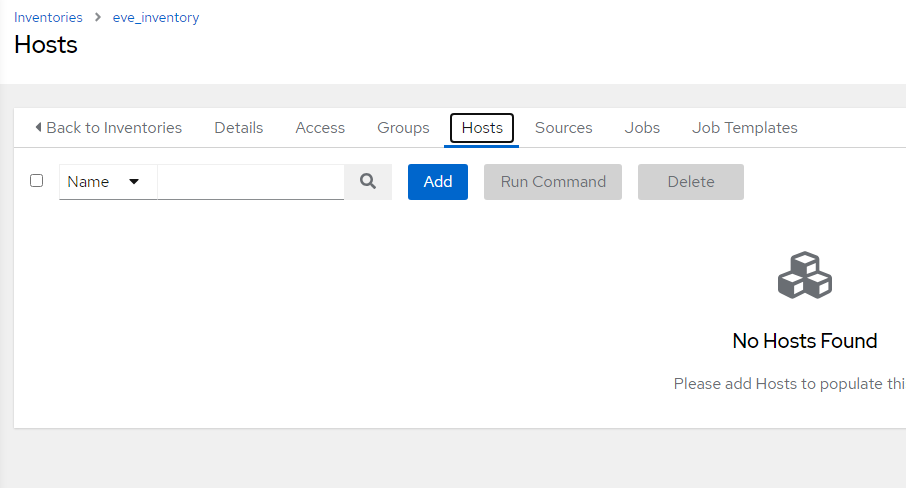 Inventories > eve_inventory
Hosts
Back to Inventories Details Access Groups Hosts Sources Jobs Job Templates
Name Add Run Command Delete
No Hosts Found
Please add Hosts to populate thi